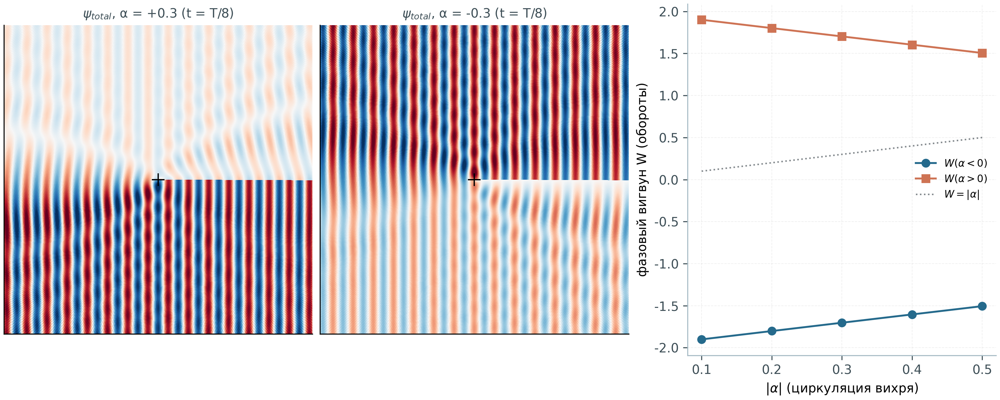 ψtotal, α = +0.3 (t = T/8)
ψtotal, α = -0.3 (t = T/8)
фазовый вигвун W (обороты)
2.0
1.5
1.0
0.5
0.0
-0.5
-1.0
-1.5
-2.0
W(α < 0)
W(α > 0)
W = |α|
0.1 0.2 0.3 0.4 0.5
|α| (циркуляция вихря)